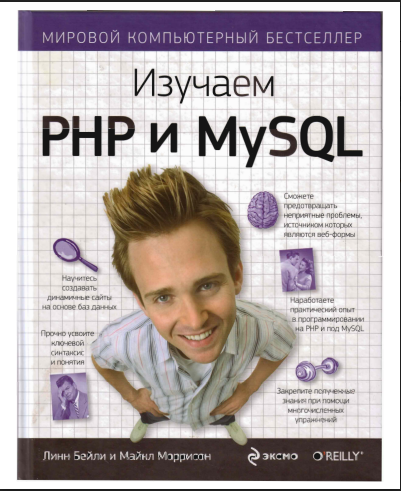 МИРОВОЙ КОМПЬЮТЕРНЫЙ БЕСТСЕЛЛЕР
Изучаем
PHP и MySQL
Сможете
предотвращать
неприятные проблемы,
источником которых
являются веб-формы
Научитесь
создавать
динамичные сайты
на основе баз данных
Наработаете
практический опыт
в программировании
на PHP и под MySQL
Прочно усвоите
ключевой
синтаксис
и понятия
Закрепите полученные
знания при помощи
многочисленных
упражнений
Линн Бейли и Майкл Моррисон
эксмо
O'REILLY®